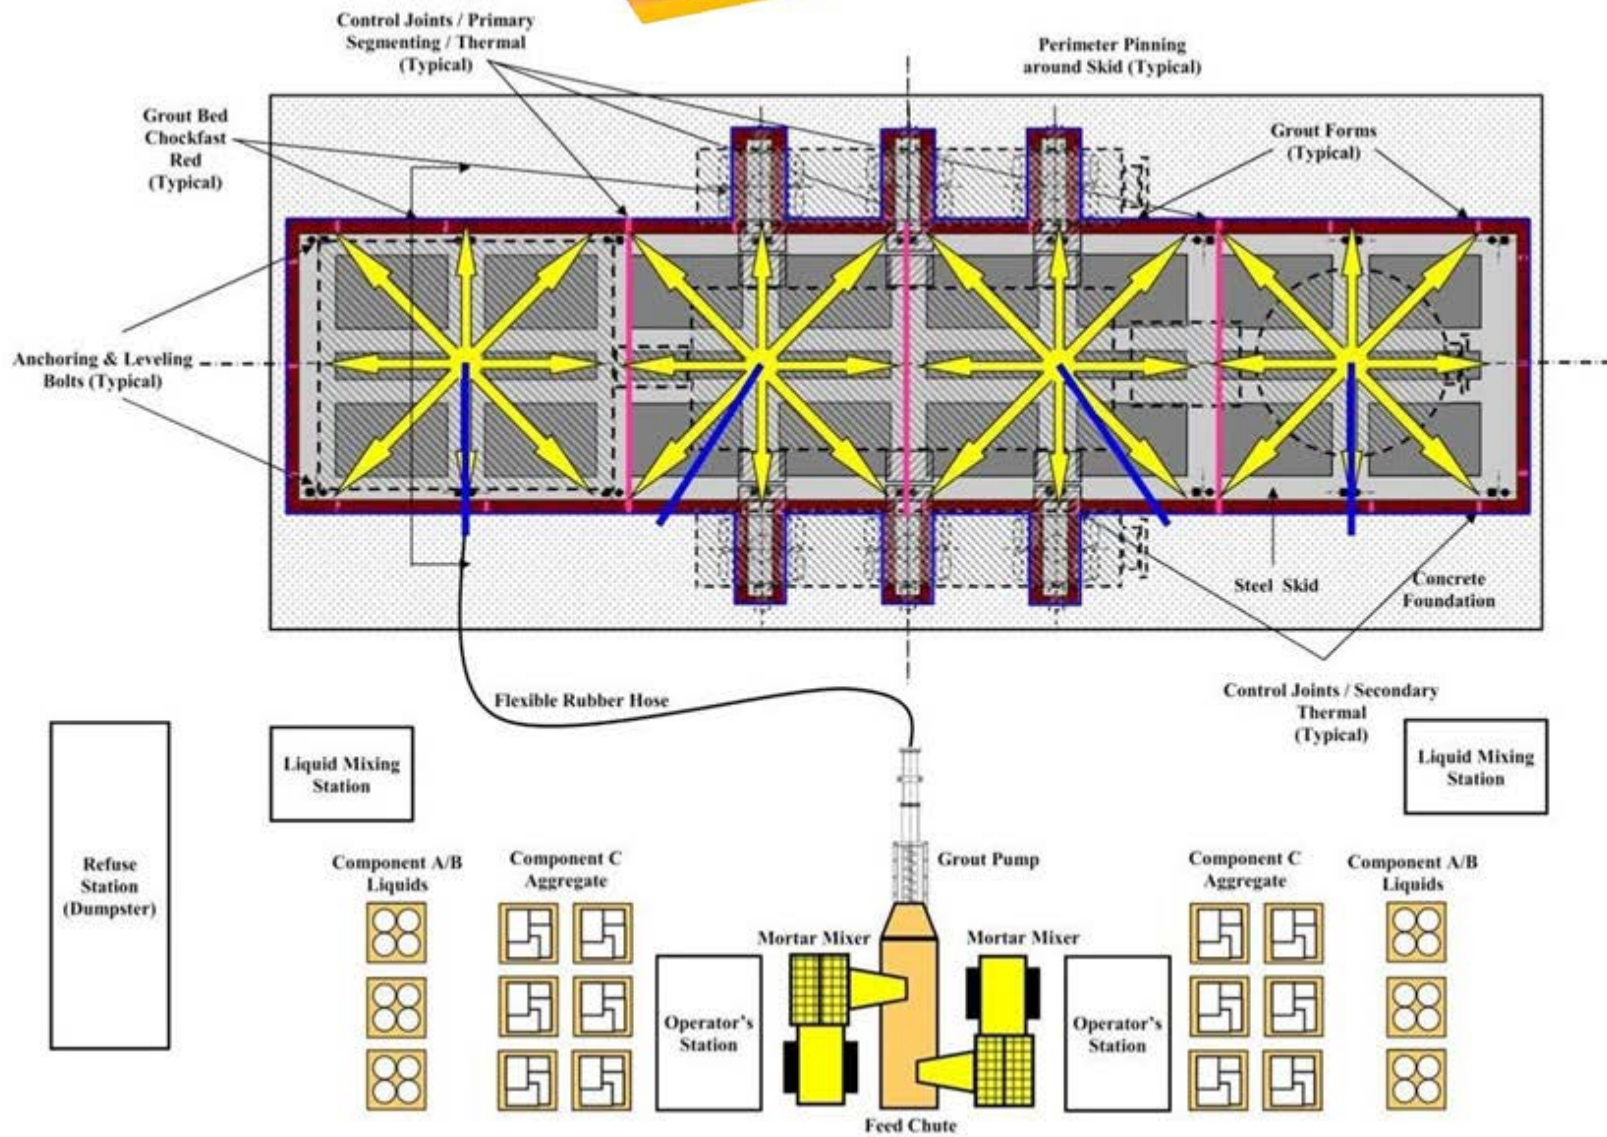 Control Joints / Primary
Segmenting / Thermal
(Typical)
Perimeter Pinning
around Skid (Typical)
Grout Bed
Chockfast
Red
(Typical)
Grout Forms
(Typical)
Anchoring & Leveling
Bolts (Typical)
Steel Skid
Concrete
Foundation
Flexible Rubber Hose
Control Joints / Secondary
Thermal
(Typical)
Liquid Mixing
Station
Liquid Mixing
Station
Refuse
Station
(Dumpster)
Component A/B
Liquids
Component C
Aggregate
Grout Pump
Component C
Aggregate
Component A/B
Liquids
Mortar Mixer
Mortar Mixer
Operator's
Station
Operator's
Station
Feed Chute